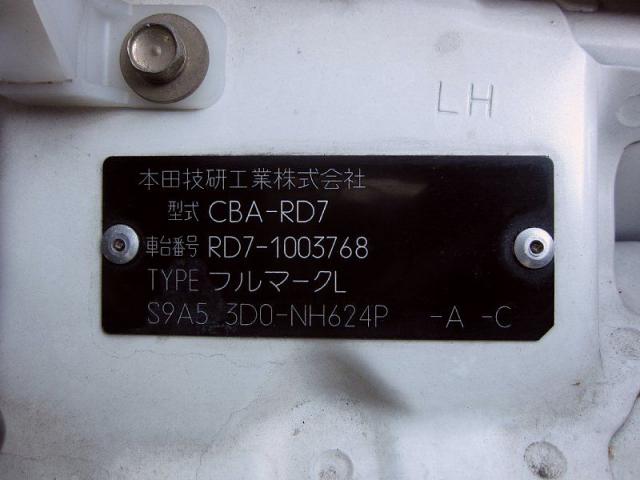 LH
本田技研工業株式会社
型式 CBA-RD7
車台番号 RD7-1003768
TYPE フルマークL
S9A5 3D0-NH624P -A -C